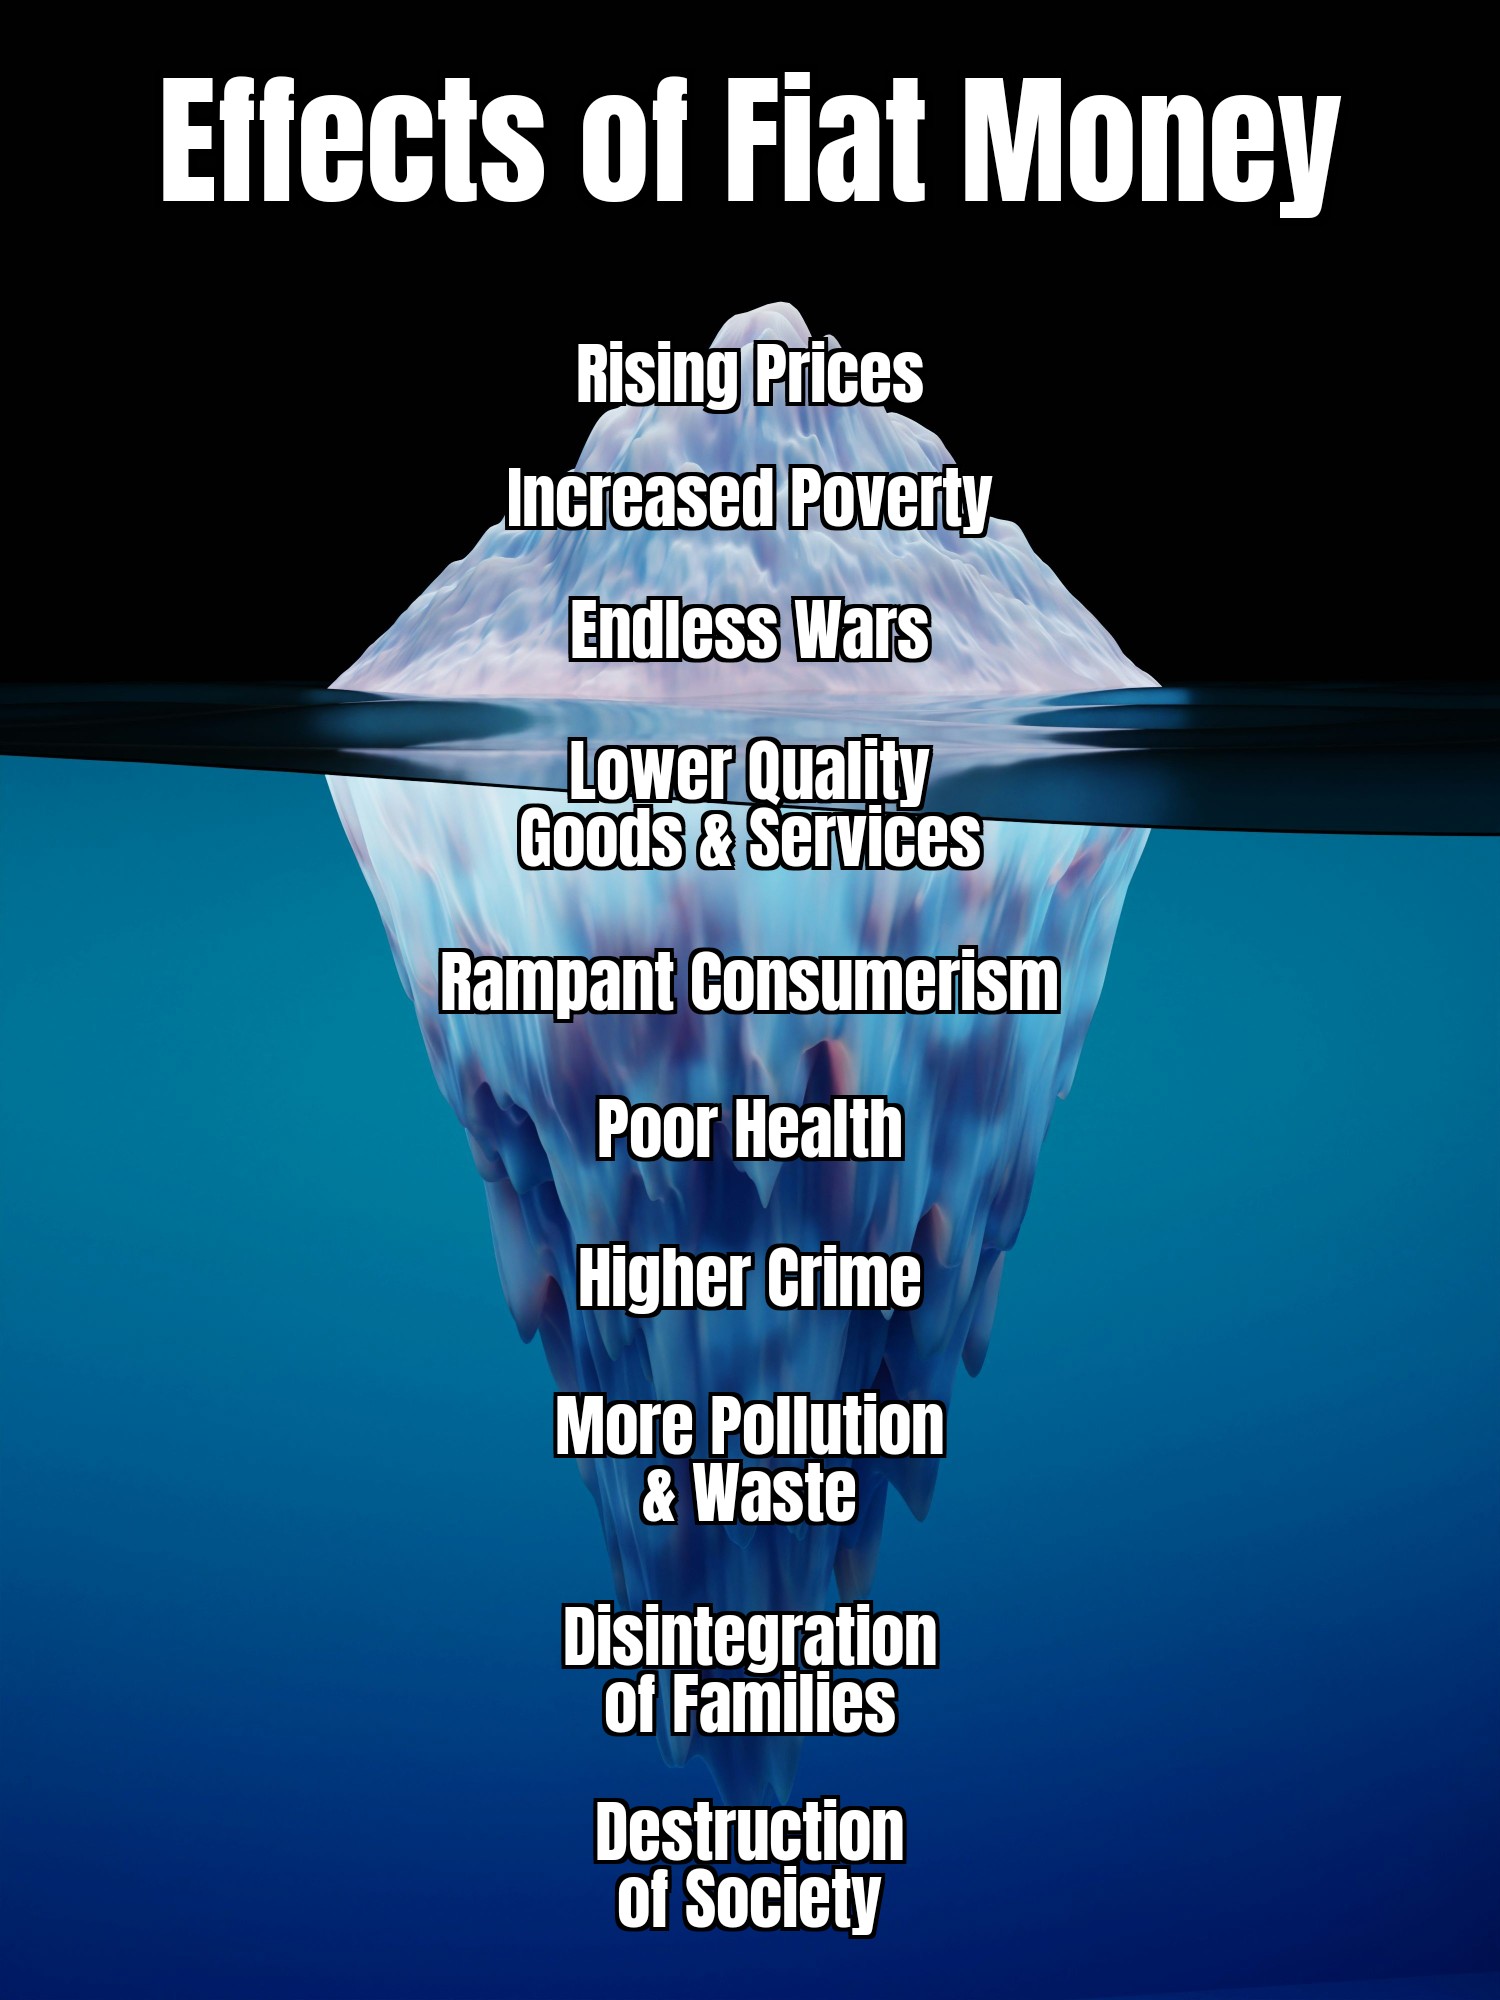 Effects of Fiat Money
Rising Prices
Increased Poverty
Endless Wars
Lower Quality
Goods & Services
Rampant Consumerism
Poor Health
Higher Crime
More Pollution
& Waste
Disintegration
of Families
Destruction
of Society